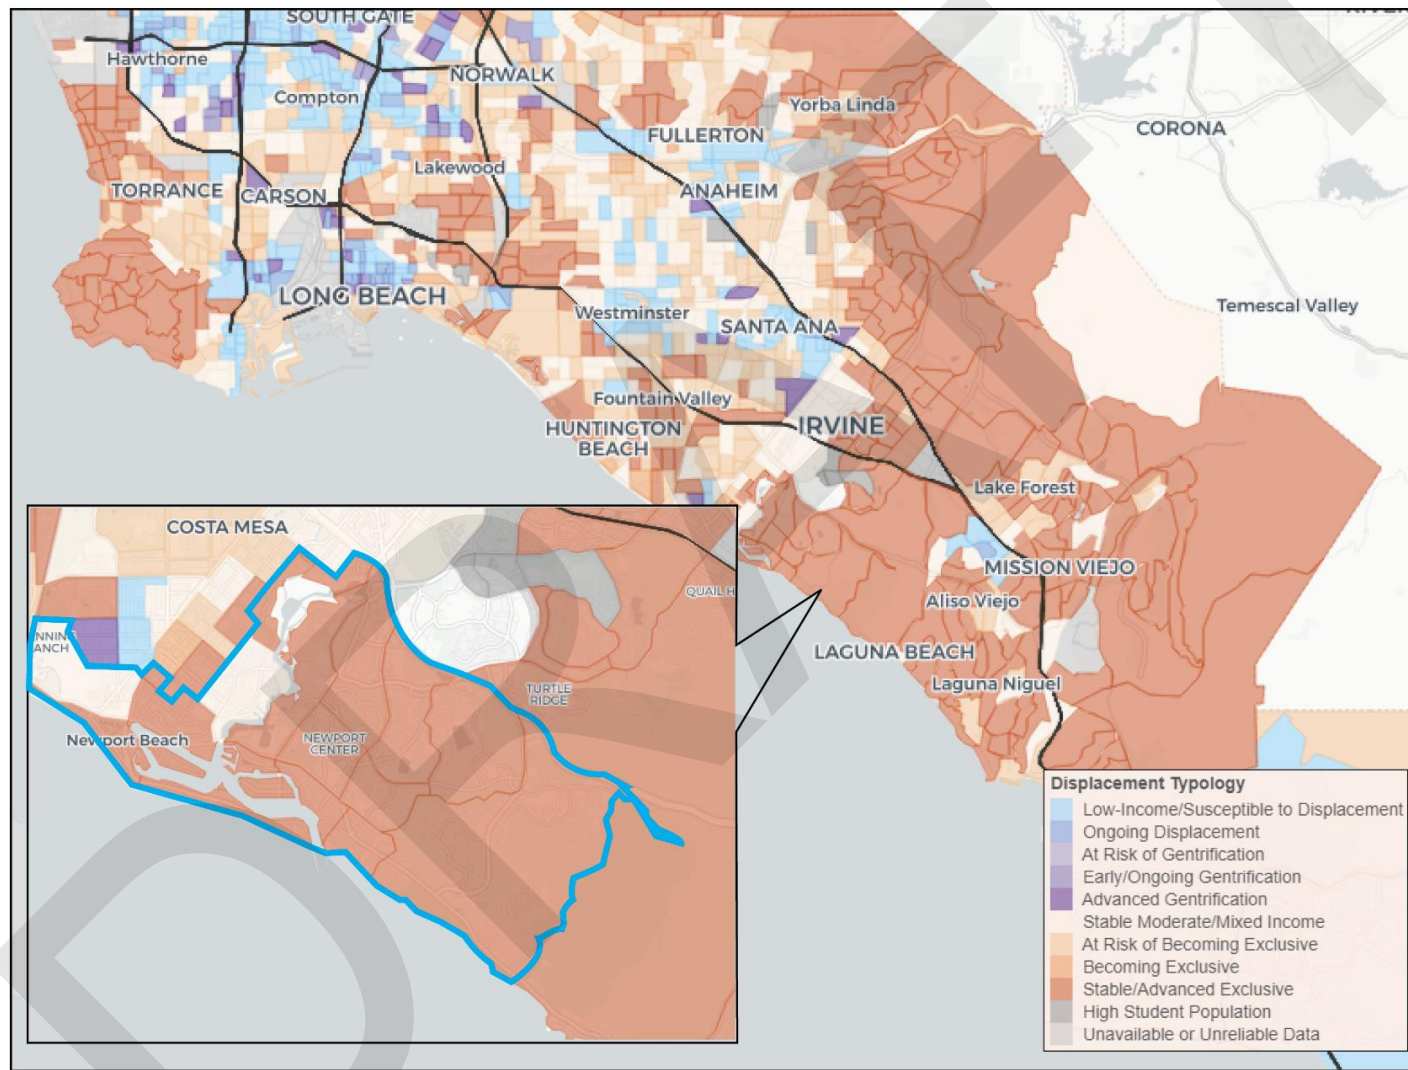 SOUTH GATE
Hawthorne
NORWALK
Compton
Yorba Linda
CORONA
FULLERTON
Lakewood
TORRANCE
CARSON
ANAHEIM
LONG BEACH
Temescal Valley
Westminster
SANTA ANA
Fountain Valley
IRVINE
HUNTINGTON
BEACH
Lake Forest
MISSION VIEJO
Aliso Viejo
LAGUNA BEACH
Laguna Niguel
COSTA MESA
QUAIL H
NNING
ANCH
TURTLE
RIDGE
Newport Beach
NEWPORT
CENTER
Displacement Typology
Low-Income/Susceptible to Displacement
Ongoing Displacement
At Risk of Gentrification
Early/Ongoing Gentrification
Advanced Gentrification
Stable Moderate/Mixed Income
At Risk of Becoming Exclusive
Becoming Exclusive
Stable/Advanced Exclusive
High Student Population
Unavailable or Unreliable Data